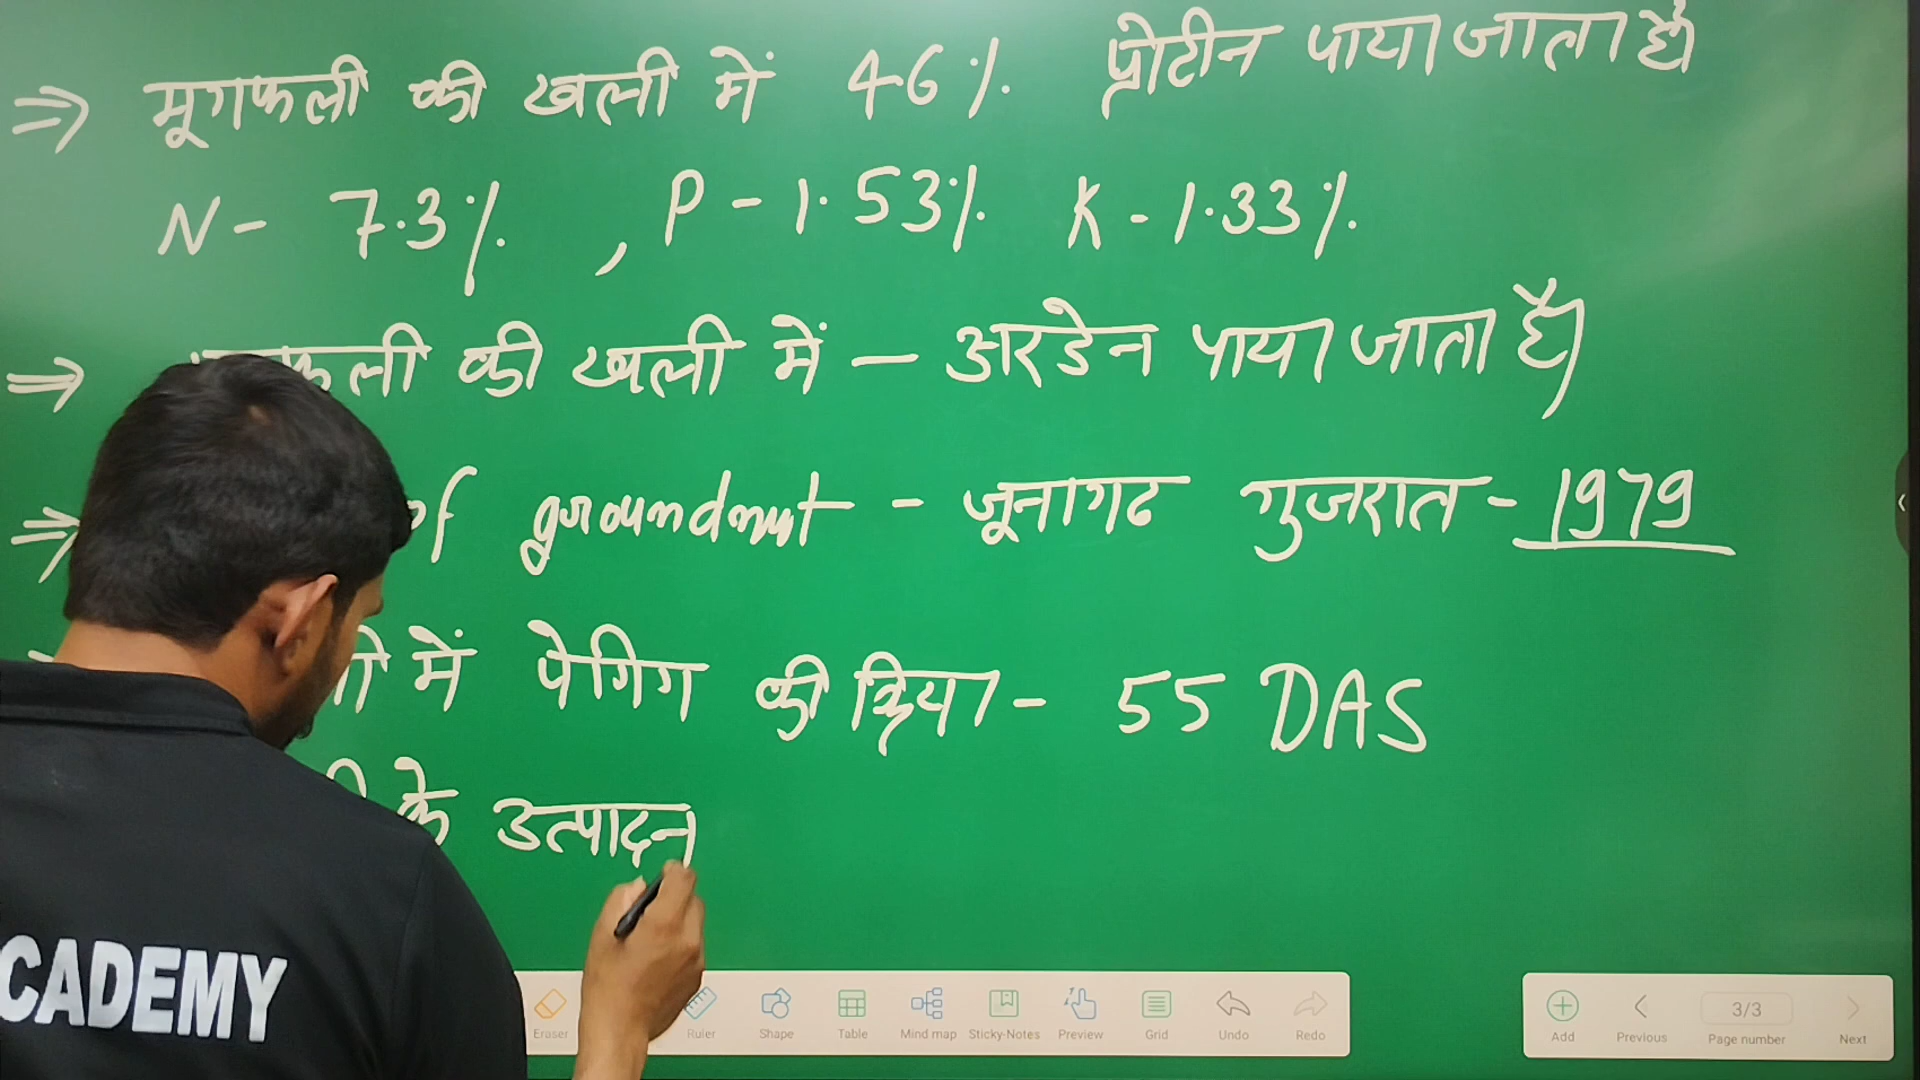 ⇒ मूगफली की खली में 46% प्रोटीन पाया जाता है।
N - 7.3% , P - 1.53% K - 1.33%
⇒ फली की खली में – अरडेन पाया जाता है।
⇒ of groundnut - जूनागढ गुजरात - 1979
में पेगिग की क्रिया - 55 DAS
के उत्पादन
CADEMY
Eraser Ruler Shape Table Mind map Sticky-Notes Preview Grid Undo Redo
Add Previous 3/3 Page number Next